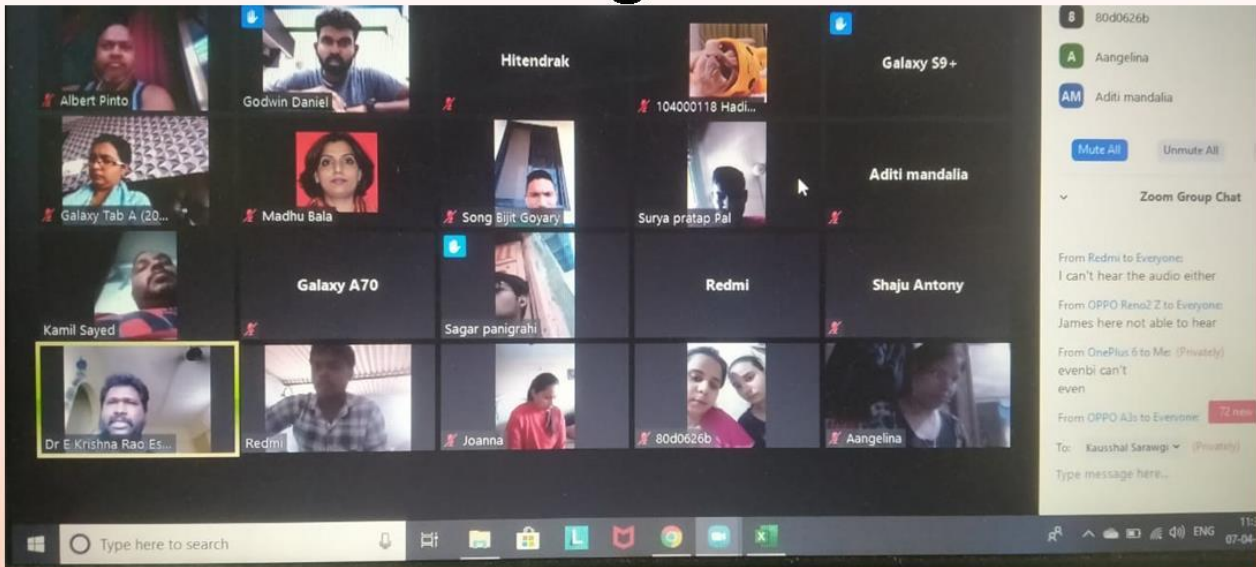 Albert Pinto
Godwin Daniel
Hitendrak
104000118 Hadi...
Galaxy S9+
Galaxy Tab A (20...
Madhu Bala
Song Bijit Goyary
Surya pratap Pal
Aditi mandalia
Kamil Sayed
Galaxy A70
Sagar panigrahi
Redmi
Shaju Antony
Dr E Krishna Rao Es...
Redmi
Joanna
80d0626b
Aangelina
8 80d0626b
A Aangelina
AM Aditi mandalia
Mute All Unmute All
Zoom Group Chat
From Redmi to Everyone:
I can't hear the audio either
From OPPO Reno2 Z to Everyone:
James here not able to hear
From OnePlus 6 to Me: (Privately)
evenbi can't
even
From OPPO A3s to Everyone:
72 new
To: Kausshal Sarawgi (Privately)
Type message here...
Type here to search
L
ENG
11:
07-04-